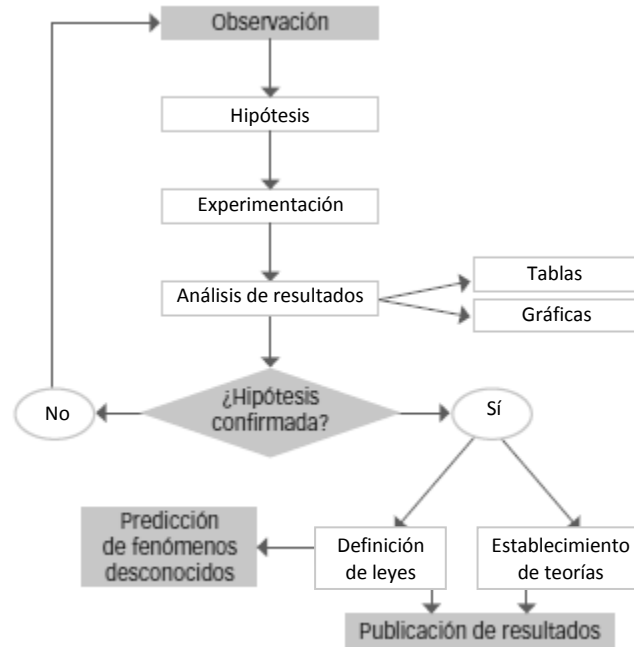 Observación
Hipótesis
Experimentación
Análisis de resultados
Tablas
Gráficas
¿Hipótesis
confirmada?
No
Sí
Predicción
de fenómenos
desconocidos
Definición
de leyes
Establecimiento
de teorías
Publicación de resultados